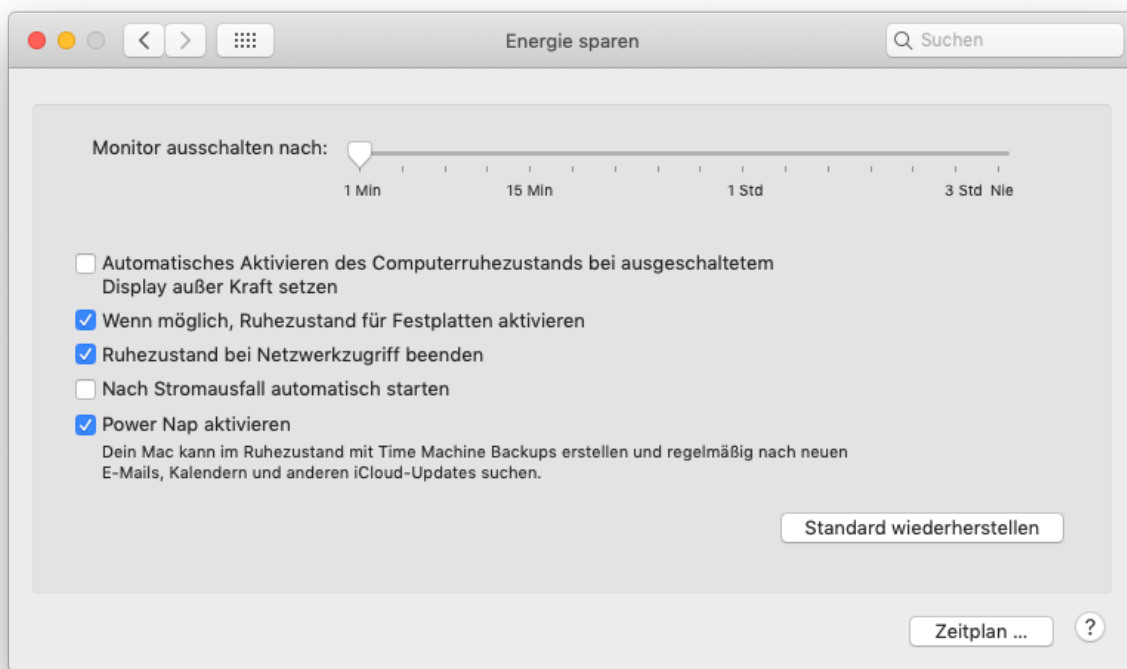 Energie sparen
Suchen
Monitor ausschalten nach:
1 Min 15 Min 1 Std 3 Std Nie
Automatisches Aktivieren des Computerruhezustands bei ausgeschaltetem
Display außer Kraft setzen
Wenn möglich, Ruhezustand für Festplatten aktivieren
Ruhezustand bei Netzwerkzugriff beenden
Nach Stromausfall automatisch starten
Power Nap aktivieren
Dein Mac kann im Ruhezustand mit Time Machine Backups erstellen und regelmäßig nach neuen
E-Mails, Kalendern und anderen iCloud-Updates suchen.
Standard wiederherstellen
Zeitplan ...
?